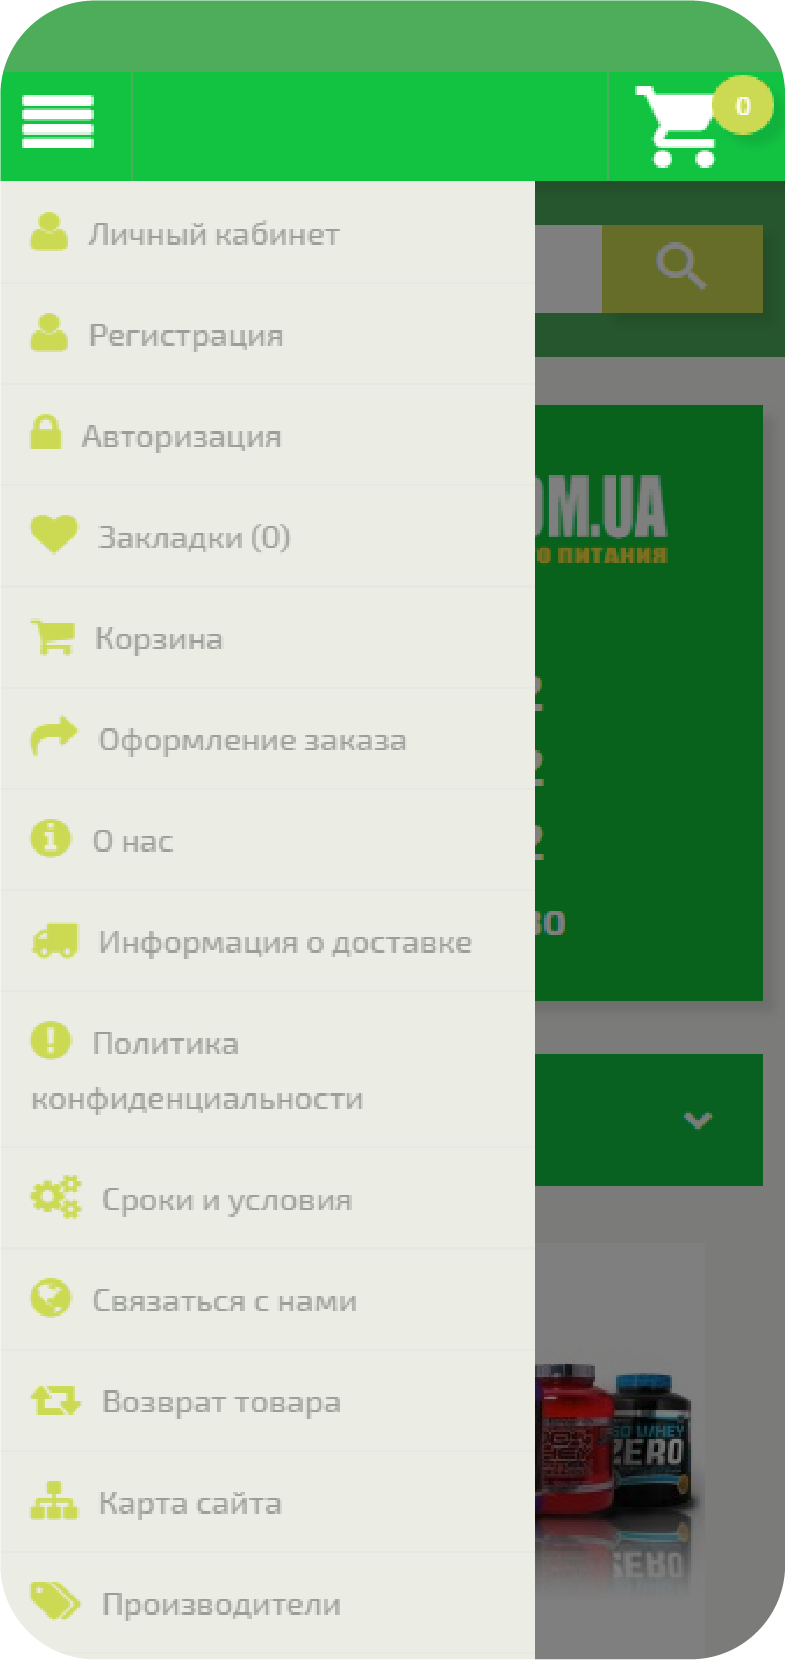 0
Личный кабинет
Регистрация
Авторизация
Закладки (0)
Корзина
Оформление заказа
О нас
Информация о доставке
Политика
конфиденциальности
Сроки и условия
Связаться с нами
Возврат товара
Карта сайта
Производители
OM.UA
О ПИТАНИЯ
2
2
2
30
WHEY
ZERO